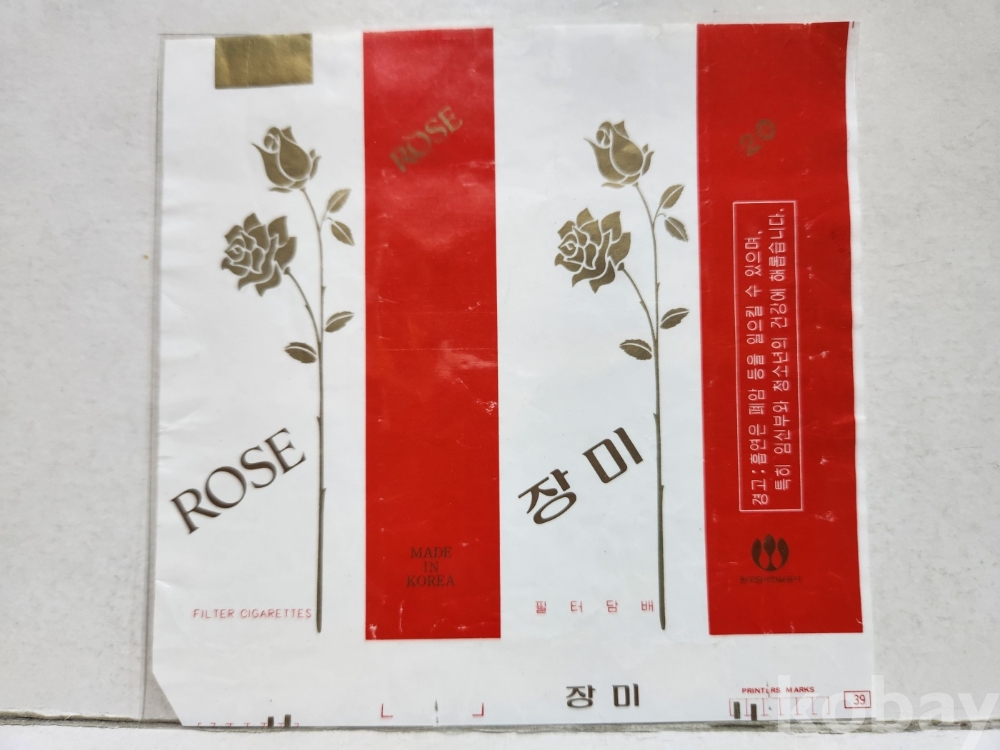 ROSE
FILTER CIGARETTES
ROSE
MADE
IN
KOREA
장미
필터담배
장미
경고: 흡연은 폐암 등을 일으킬 수 있으며,
특히 임신부와 청소년의 건강에 해롭습니다.
장미
PRINTERS MARKS
39
kobay